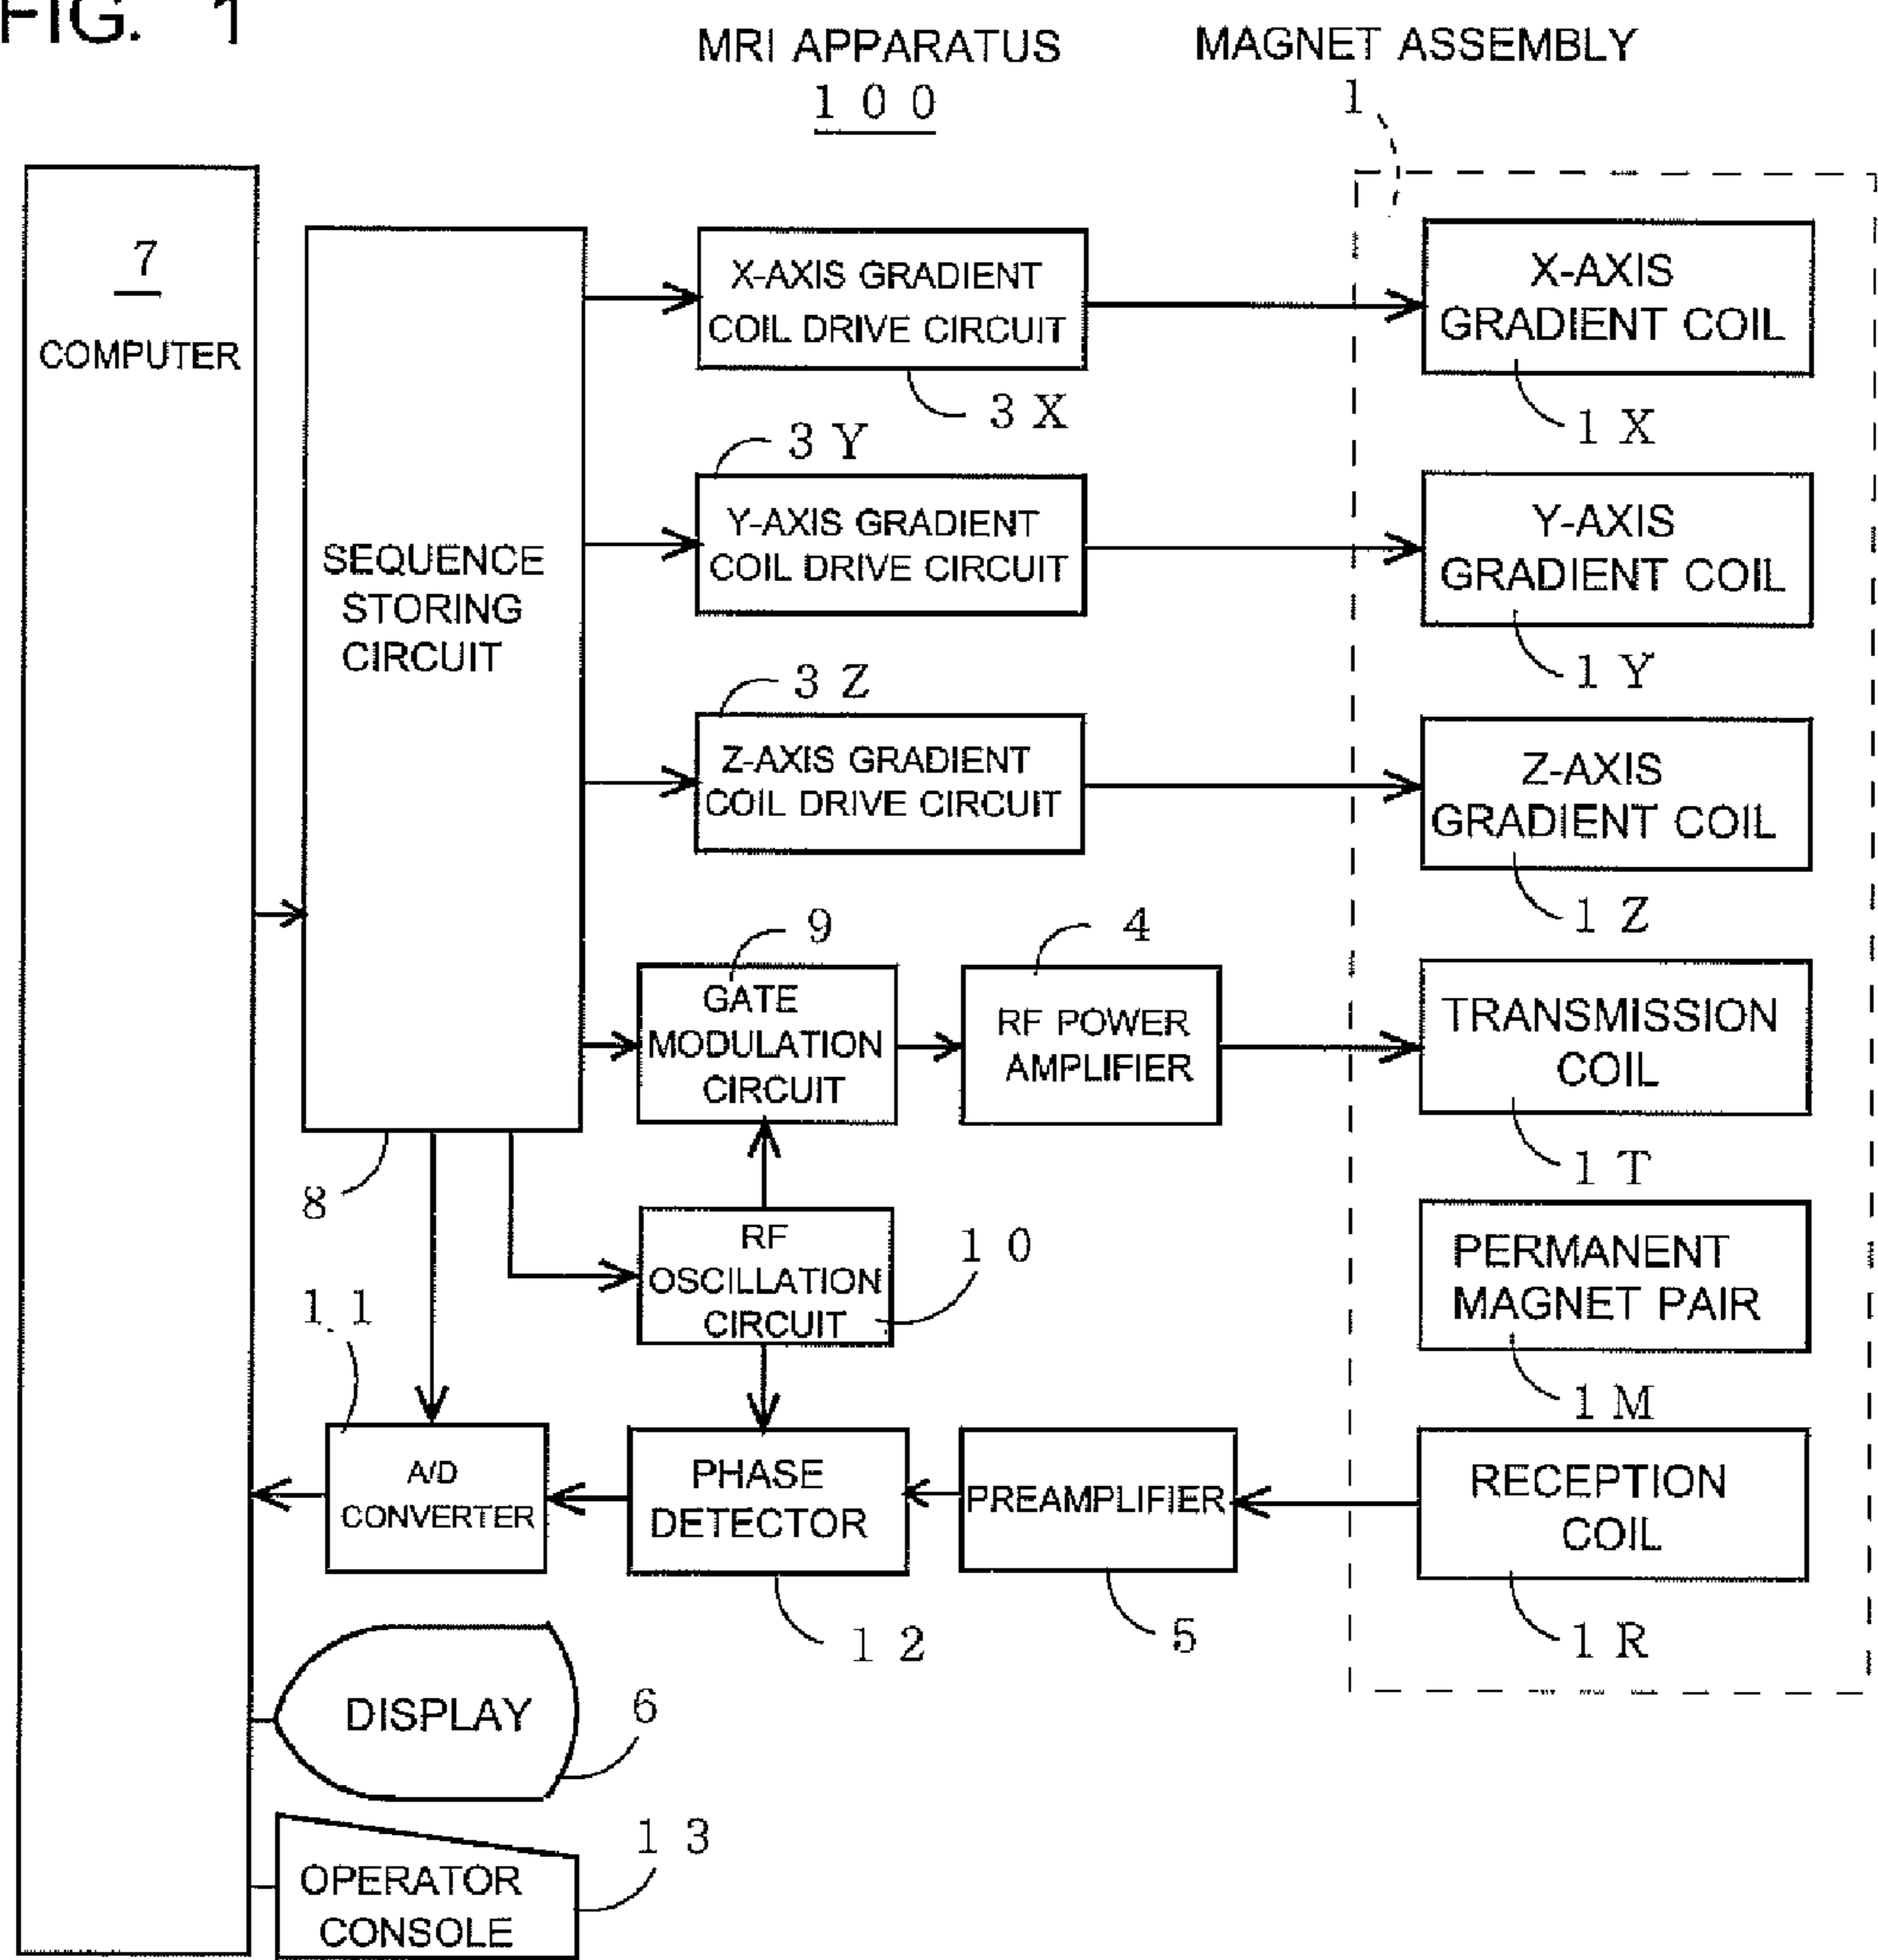 FIG. 1
MRI APPARATUS
100
MAGNET ASSEMBLY
1
7
COMPUTER
SEQUENCE
STORING
CIRCUIT
8
X-AXIS GRADIENT
COIL DRIVE CIRCUIT
3X
X-AXIS
GRADIENT COIL
1X
3Y
Y-AXIS GRADIENT
COIL DRIVE CIRCUIT
Y-AXIS
GRADIENT COIL
1Y
3Z
Z-AXIS GRADIENT
COIL DRIVE CIRCUIT
Z-AXIS
GRADIENT COIL
1Z
9
GATE
MODULATION
CIRCUIT
4
RF POWER
AMPLIFIER
TRANSMISSION
COIL
1T
RF
OSCILLATION
CIRCUIT
10
PERMANENT
MAGNET PAIR
1M
11
A/D
CONVERTER
PHASE
DETECTOR
12
PREAMPLIFIER
5
RECEPTION
COIL
1R
DISPLAY
6
OPERATOR
CONSOLE
13